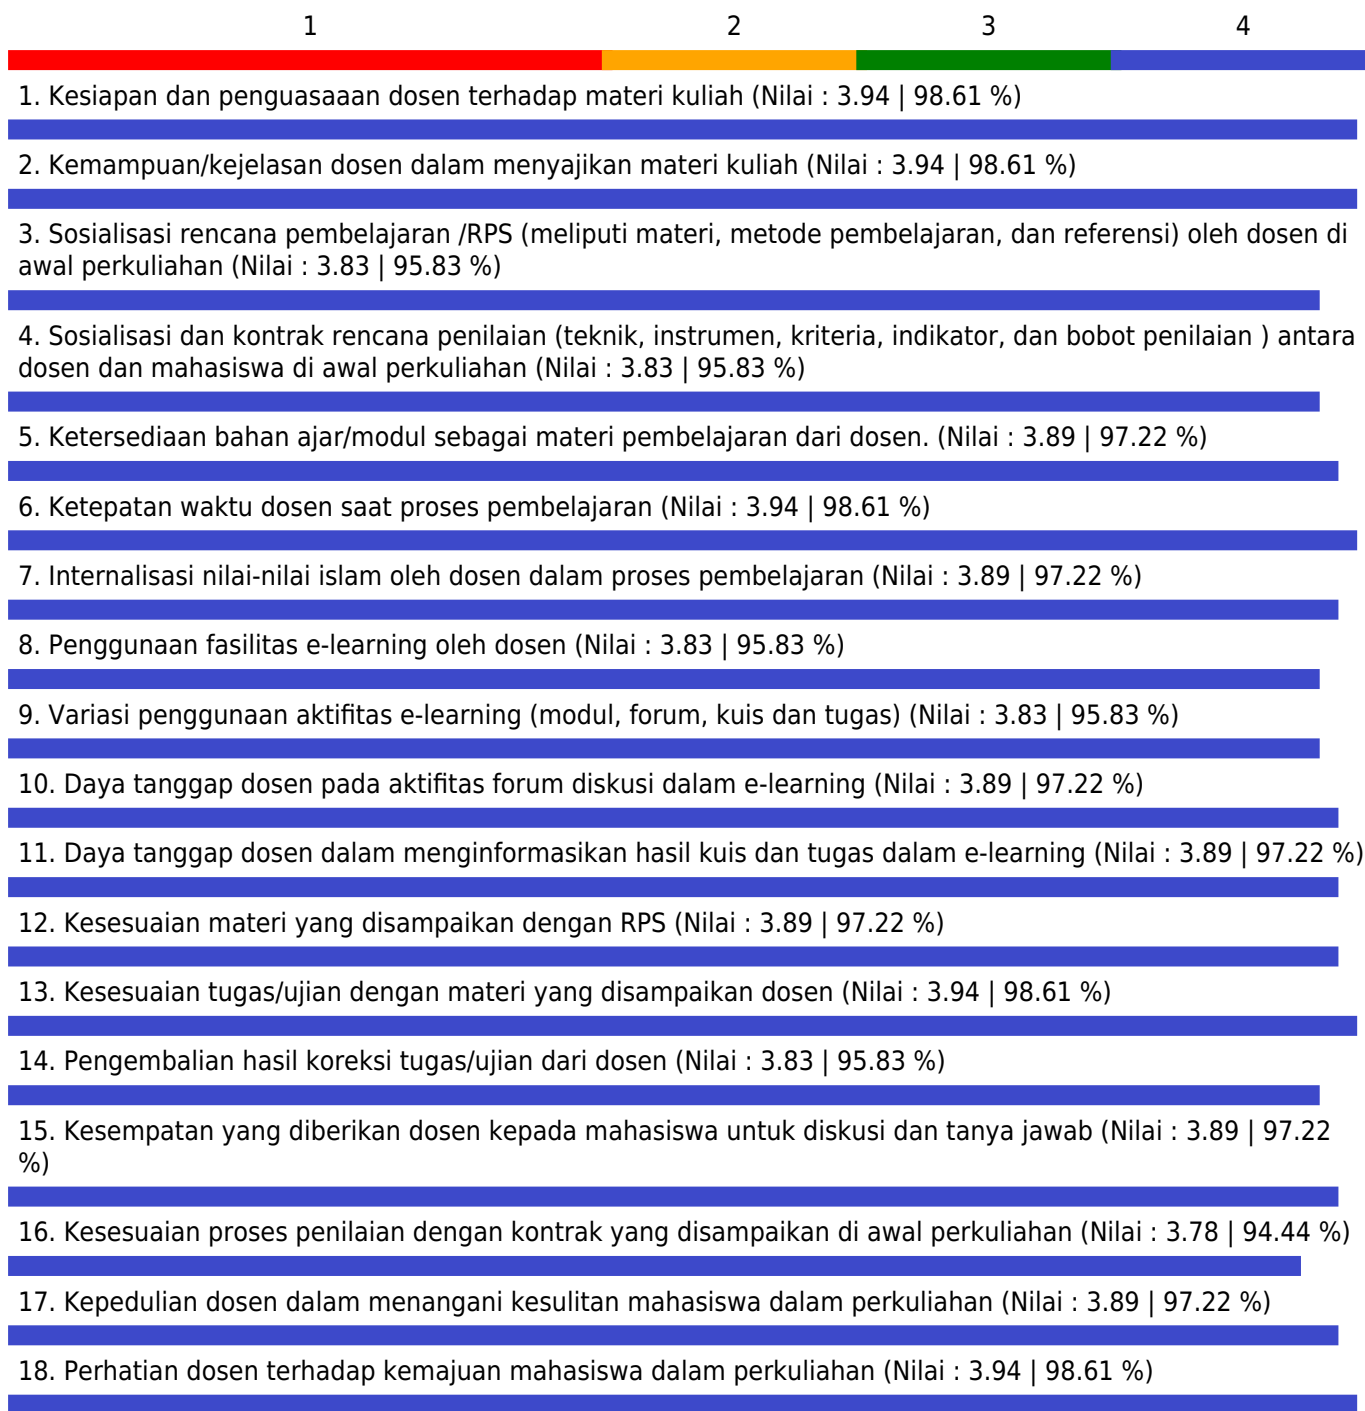 1 2 3 4
1. Kesiapan dan penguasaaan dosen terhadap materi kuliah (Nilai : 3.94 | 98.61 %)
2. Kemampuan/kejelasan dosen dalam menyajikan materi kuliah (Nilai : 3.94 | 98.61 %)
3. Sosialisasi rencana pembelajaran /RPS (meliputi materi, metode pembelajaran, dan referensi) oleh dosen di
awal perkuliahan (Nilai : 3.83 | 95.83 %)
4. Sosialisasi dan kontrak rencana penilaian (teknik, instrumen, kriteria, indikator, dan bobot penilaian ) antara
dosen dan mahasiswa di awal perkuliahan (Nilai : 3.83 | 95.83 %)
5. Ketersediaan bahan ajar/modul sebagai materi pembelajaran dari dosen. (Nilai : 3.89 | 97.22 %)
6. Ketepatan waktu dosen saat proses pembelajaran (Nilai : 3.94 | 98.61 %)
7. Internalisasi nilai-nilai islam oleh dosen dalam proses pembelajaran (Nilai : 3.89 | 97.22 %)
8. Penggunaan fasilitas e-learning oleh dosen (Nilai : 3.83 | 95.83 %)
9. Variasi penggunaan aktifitas e-learning (modul, forum, kuis dan tugas) (Nilai : 3.83 | 95.83 %)
10. Daya tanggap dosen pada aktifitas forum diskusi dalam e-learning (Nilai : 3.89 | 97.22 %)
11. Daya tanggap dosen dalam menginformasikan hasil kuis dan tugas dalam e-learning (Nilai : 3.89 | 97.22 %)
12. Kesesuaian materi yang disampaikan dengan RPS (Nilai : 3.89 | 97.22 %)
13. Kesesuaian tugas/ujian dengan materi yang disampaikan dosen (Nilai : 3.94 | 98.61 %)
14. Pengembalian hasil koreksi tugas/ujian dari dosen (Nilai : 3.83 | 95.83 %)
15. Kesempatan yang diberikan dosen kepada mahasiswa untuk diskusi dan tanya jawab (Nilai : 3.89 | 97.22
%)
16. Kesesuaian proses penilaian dengan kontrak yang disampaikan di awal perkuliahan (Nilai : 3.78 | 94.44 %)
17. Kepedulian dosen dalam menangani kesulitan mahasiswa dalam perkuliahan (Nilai : 3.89 | 97.22 %)
18. Perhatian dosen terhadap kemajuan mahasiswa dalam perkuliahan (Nilai : 3.94 | 98.61 %)